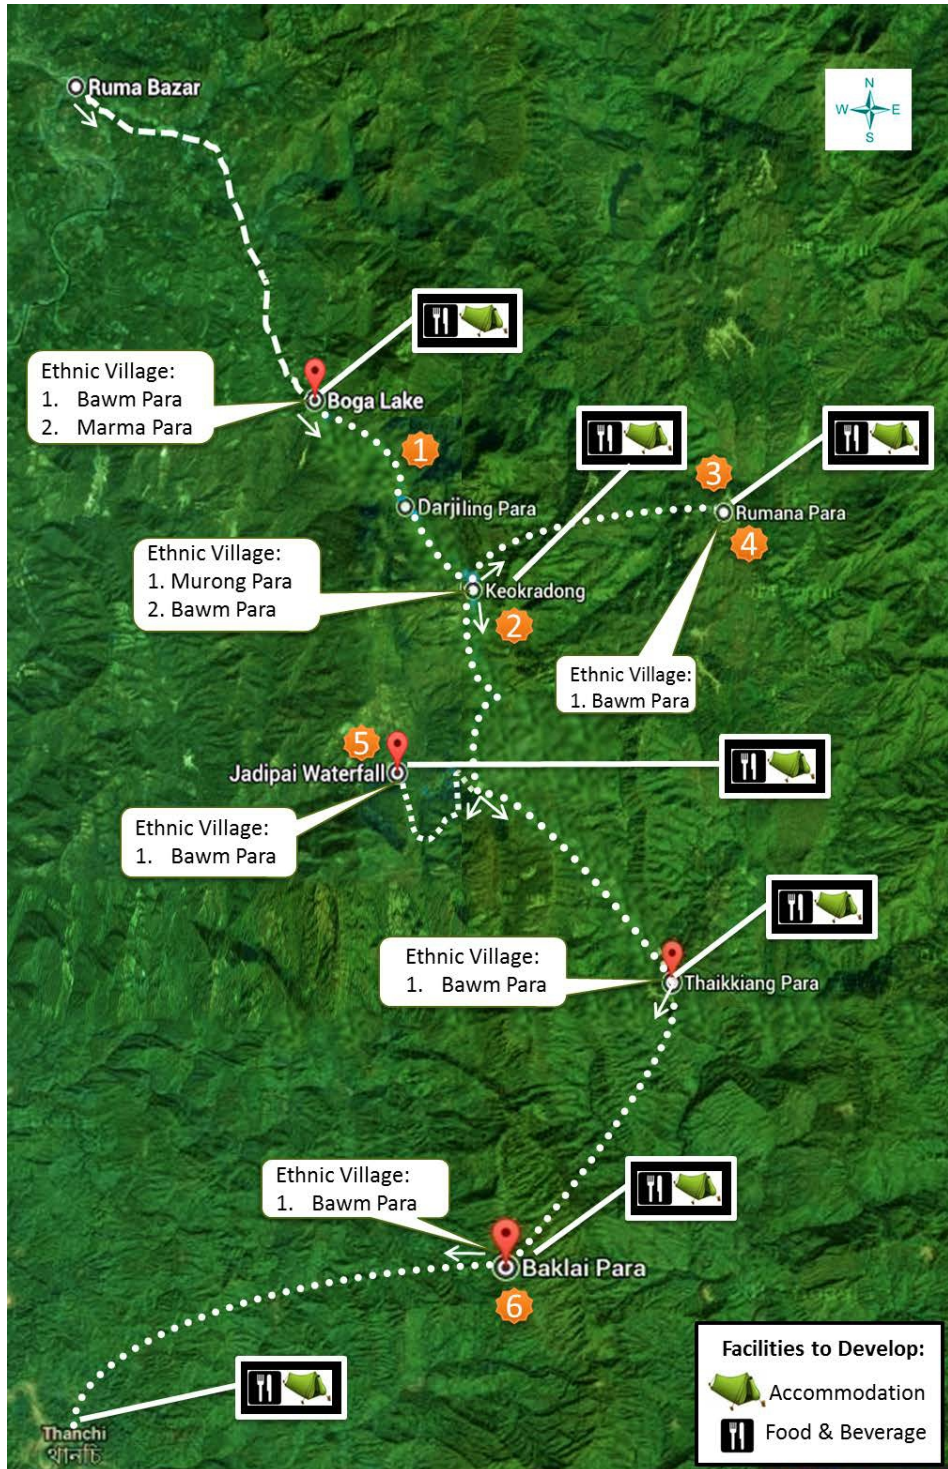 Ruma Bazar
N
W E
S
Ethnic Village:
1. Bawm Para
2. Marma Para
Boga Lake
1
Darjiling Para
3
Rumana Para
4
Ethnic Village:
1. Murong Para
2. Bawm Para
Keokradong
2
Ethnic Village:
1. Bawm Para
5
Jadipai Waterfall
Ethnic Village:
1. Bawm Para
Ethnic Village:
1. Bawm Para
Thaikkiang Para
Ethnic Village:
1. Bawm Para
Baklai Para
6
Thanchi
থানচি
Facilities to Develop:
Accommodation
Food & Beverage